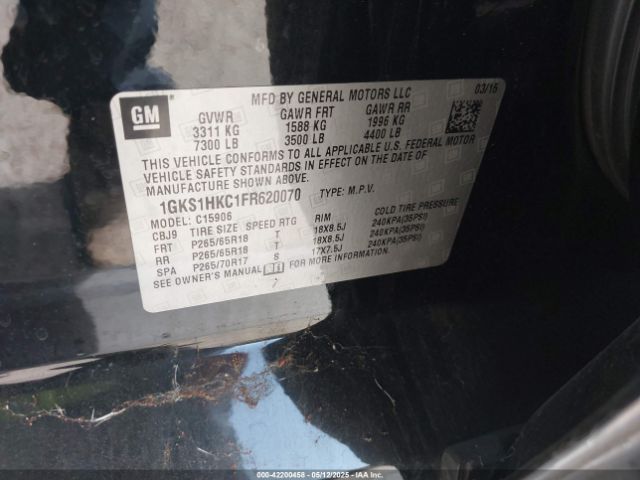 MFD BY GENERAL MOTORS LLC 03/15
GM
GVWR GAWR FRT GAWR RR
3311 KG 1588 KG 1996 KG
7300 LB 3500 LB 4400 LB
THIS VEHICLE CONFORMS TO ALL APPLICABLE U.S. FEDERAL MOTOR
VEHICLE SAFETY STANDARDS IN EFFECT ON THE DATE OF
MANUFACTURE SHOWN ABOVE.
1GKS1HKC1FR620070 TYPE: M.P.V.
MODEL: C15906
CBJ9 TIRE SIZE SPEED RTG RIM COLD TIRE PRESSURE
FRT P265/65R18 T 18X8.5J 240KPA(35PSI)
RR P265/65R18 T 18X8.5J 240KPA(35PSI)
SPA P265/70R17 S 17X7.5J 240KPA(35PSI)
SEE OWNER'S MANUAL FOR MORE INFORMATION.
000-42200458 - 05/12/2025 - IAAI.COM